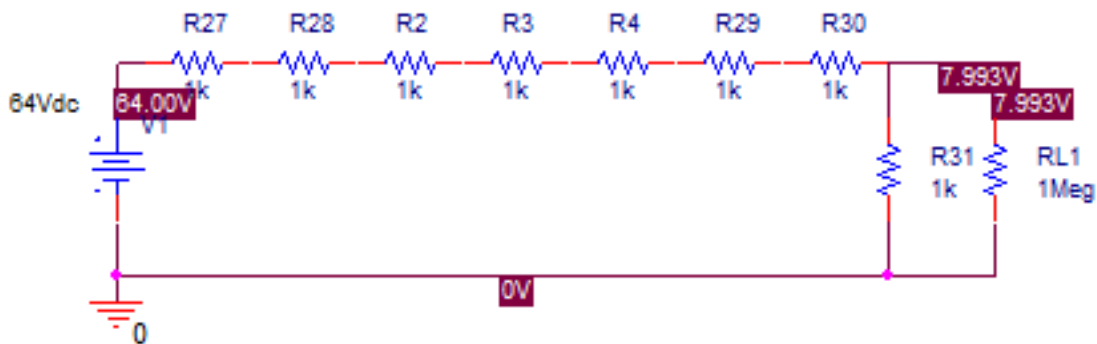 R27 R28 R2 R3 R4 R29 R30
64Vdc 64.00V 1k 1k 1k 1k 1k 1k 1k 7.993V
7.993V
V1
R31 RL1
1k 1Meg
0V
0